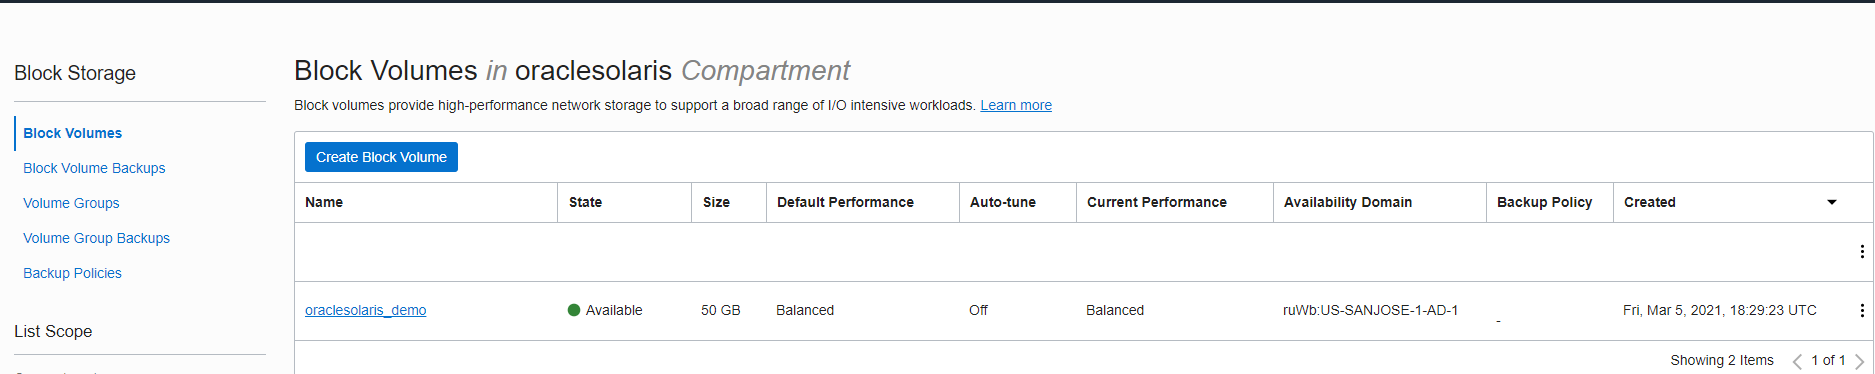 Block Storage
Block Volumes
Block Volume Backups
Volume Groups
Volume Group Backups
Backup Policies
List Scope
Block Volumes in oraclesolaris Compartment
Block volumes provide high-performance network storage to support a broad range of I/O intensive workloads. Learn more
Create Block Volume
Name State Size Default Performance Auto-tune Current Performance Availability Domain Backup Policy Created
oraclesolaris_demo Available 50 GB Balanced Off Balanced ruWb:US-SANJOSE-1-AD-1 - Fri, Mar 5, 2021, 18:29:23 UTC
Showing 2 Items 1 of 1